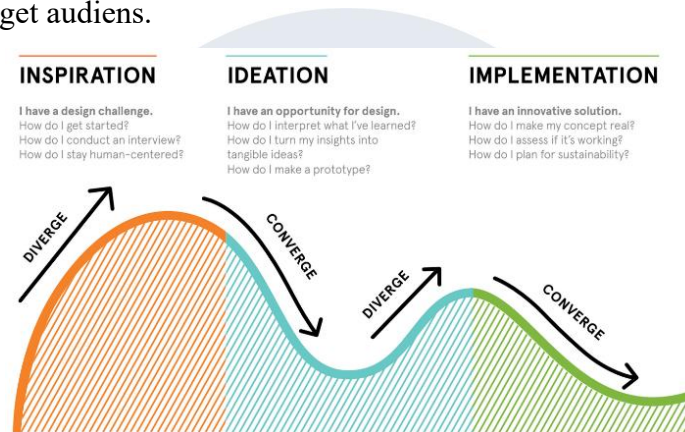 get audiens.
INSPIRATION
I have a design challenge.
How do I get started?
How do I conduct an interview?
How do I stay human-centered?
IDEATION
I have an opportunity for design.
How do I interpret what I've learned?
How do I turn my insights into
tangible ideas?
How do I make a prototype?
IMPLEMENTATION
I have an innovative solution.
How do I make my concept real?
How do I assess if it's working?
How do I plan for sustainability?
DIVERGE
CONVERGE
DIVERGE
CONVERGE